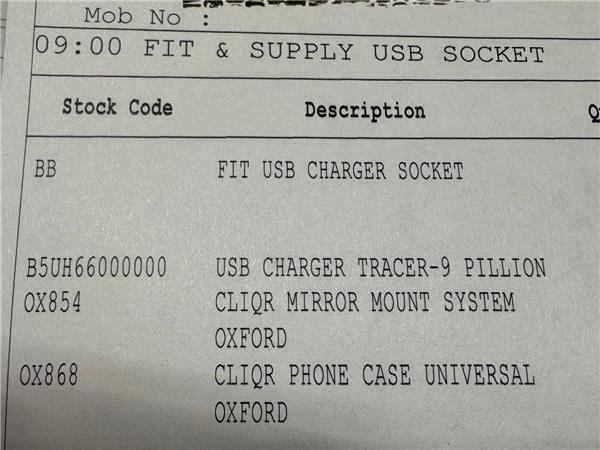 Mob No :
09:00 FIT & SUPPLY USB SOCKET
Stock Code Description
BB FIT USB CHARGER SOCKET
B5UH66000000 USB CHARGER TRACER-9 PILLION
OX854 CLIQR MIRROR MOUNT SYSTEM
OXFORD
OX868 CLIQR PHONE CASE UNIVERSAL
OXFORD